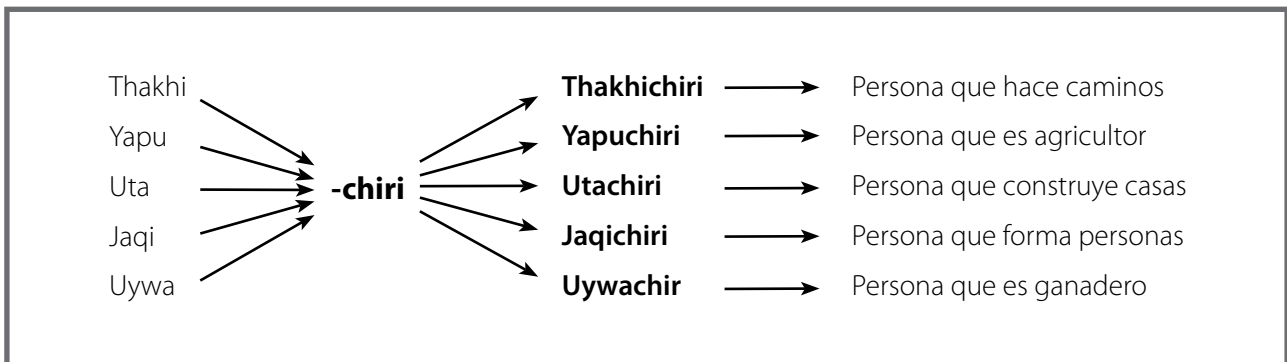 Thakhi
Yapu
Uta
Jaqi
Uywa
-chiri
Thakhichiri
Yapuchiri
Utachiri
Jaqichiri
Uywachir
Persona que hace caminos
Persona que es agricultor
Persona que construye casas
Persona que forma personas
Persona que es ganadero